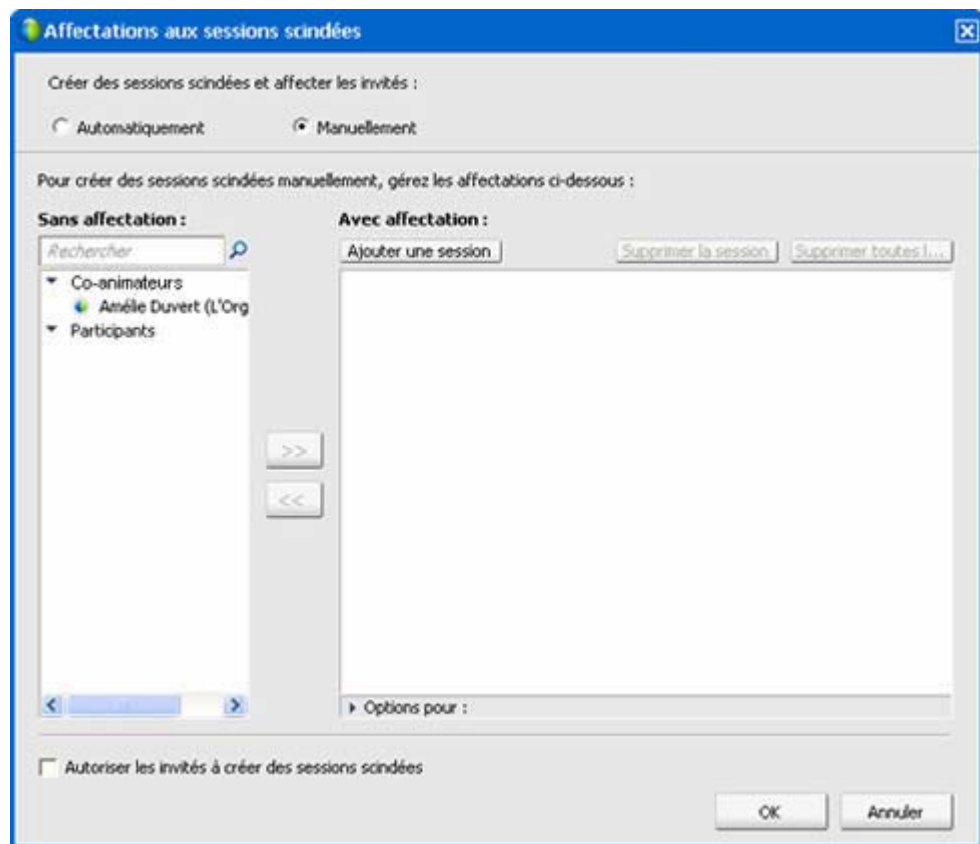 Affectations aux sessions scindées
Créer des sessions scindées et affecter les invités :
Automatiquement Manuellement
Pour créer des sessions scindées manuellement, gérez les affectations ci-dessous :
Sans affectation : Avec affectation :
Rechercher Ajouter une session Supprimer la session Supprimer toutes l...
Co-animateurs
Amélie Duvert (L'Org
Participants
>>
<<
Options pour :
Autoriser les invités à créer des sessions scindées
OK Annuler